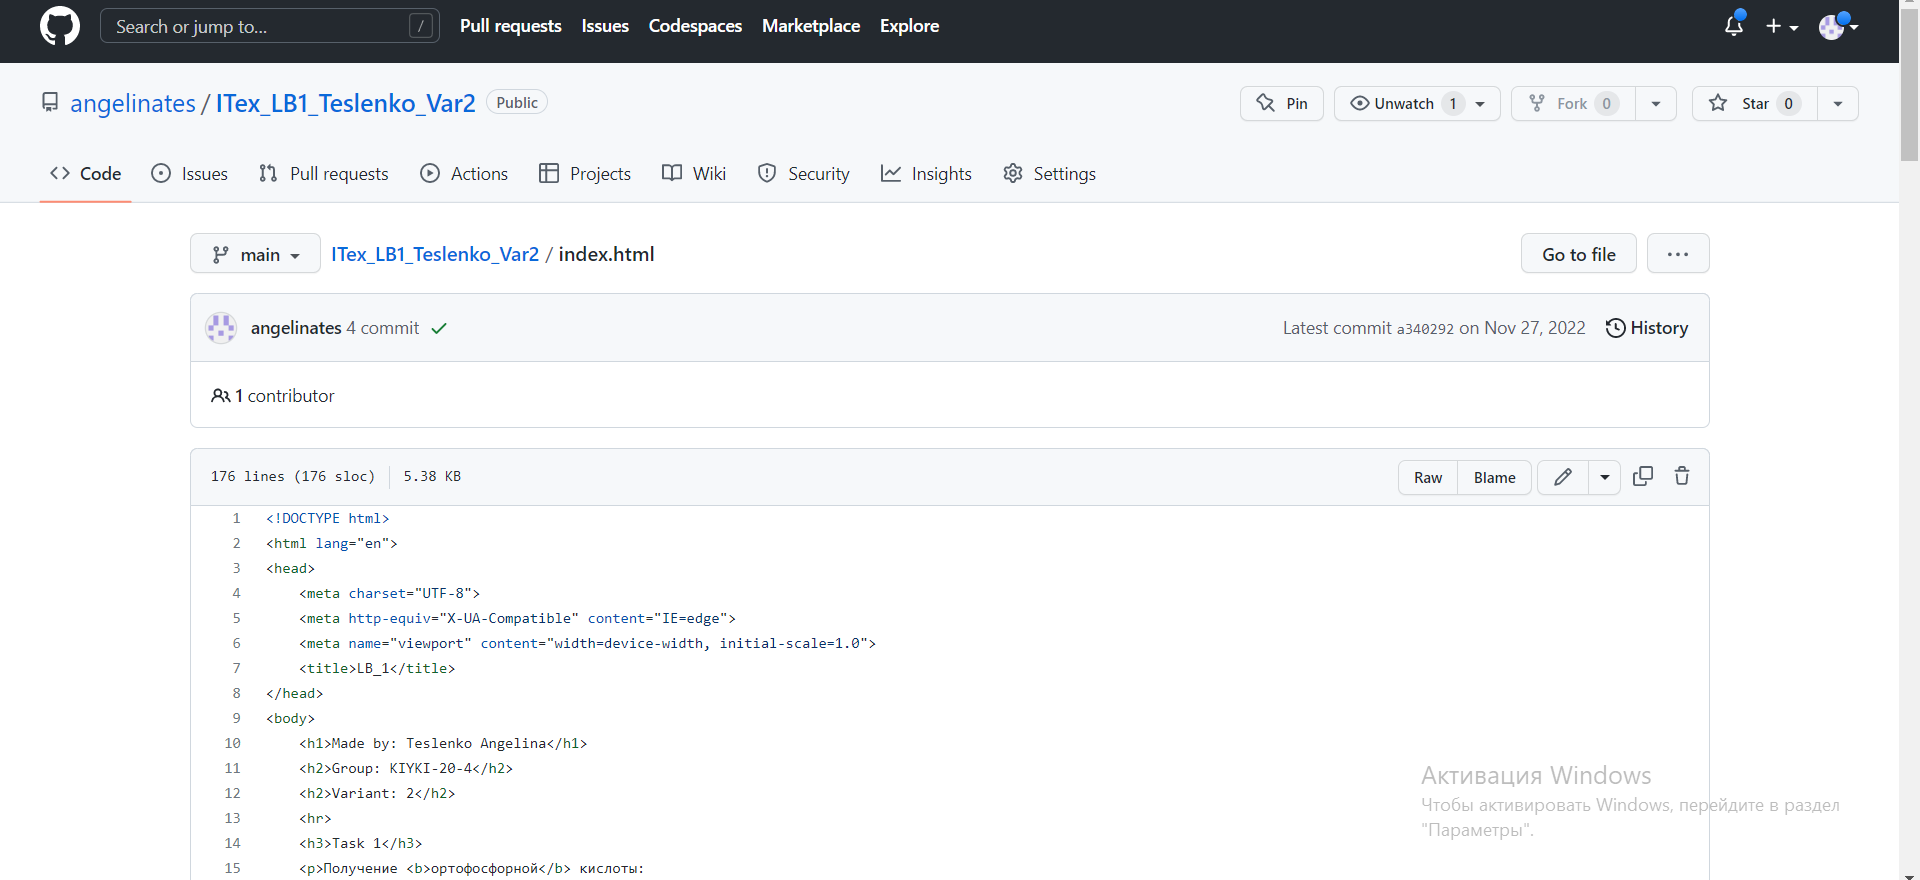 Search or jump to... / Pull requests Issues Codespaces Marketplace Explore
angelinates / ITex_LB1_Teslenko_Var2 Public Pin Unwatch 1 Fork 0 Star 0
Code Issues Pull requests Actions Projects Wiki Security Insights Settings
main ITex_LB1_Teslenko_Var2 / index.html Go to file ...
angelinates 4 commit Latest commit a340292 on Nov 27, 2022 History
1 contributor
176 lines (176 sloc) 5.38 KB Raw Blame
1 <!DOCTYPE html>
2 <html lang="en">
3 <head>
4 <meta charset="UTF-8">
5 <meta http-equiv="X-UA-Compatible" content="IE=edge">
6 <meta name="viewport" content="width=device-width, initial-scale=1.0">
7 <title>LB_1</title>
8 </head>
9 <body>
10 <h1>Made by: Teslenko Angelina</h1>
11 <h2>Group: KIYKI-20-4</h2>
12 <h2>Variant: 2</h2>
13 <hr>
14 <h3>Task 1</h3>
15 <p>Получение <b>ортофосфорной</b> кислоты:
Активация Windows
Чтобы активировать Windows, перейдите в раздел
"Параметры".